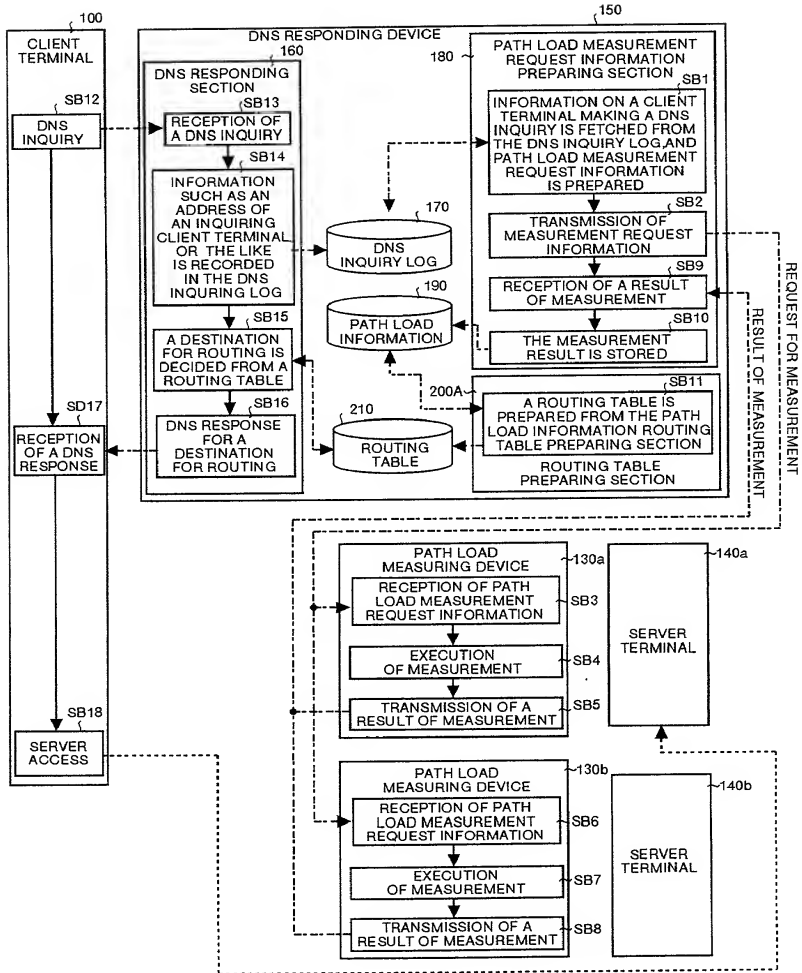 100
CLIENT
TERMINAL
SB12
DNS
INQUIRY
SD17
RECEPTION
OF A DNS
RESPONSE
SB18
SERVER
ACCESS
150
DNS RESPONDING DEVICE
160
DNS RESPONDING
SECTION
SB13
RECEPTION OF
A DNS INQUIRY
SB14
INFORMATION
SUCH AS AN
ADDRESS OF
AN INQUIRING
CLIENT TERMINAL
OR THE LIKE
IS RECORDED
IN THE DNS
INQURING LOG
SB15
A DESTINATION
FOR ROUTING IS
DECIDED FROM A
ROUTING TABLE
SB16
DNS RESPONSE
FOR A
DESTINATION
FOR ROUTING
170
DNS
INQUIRY LOG
190
PATH LOAD
INFORMATION
210
ROUTING
TABLE
180
PATH LOAD MEASUREMENT
REQUEST INFORMATION
PREPARING SECTION
SB1
INFORMATION ON A CLIENT
TERMINAL MAKING A DNS
INQUIRY IS FETCHED FROM
THE DNS INQUIRY LOG,AND
PATH LOAD MEASUREMENT
REQUEST INFORMATION
IS PREPARED
SB2
TRANSMISSION OF
MEASUREMENT REQUEST
INFORMATION
SB9
RECEPTION OF A RESULT
OF MEASUREMENT
SB10
THE MEASUREMENT
RESULT IS STORED
200A
SB11
A ROUTING TABLE
IS PREPARED FROM THE PATH
LOAD INFORMATION ROUTING
TABLE PREPARING SECTION
ROUTING TABLE
PREPARING SECTION
REQUEST FOR MEASUREMENT
RESULT OF MEASUREMENT
PATH LOAD
MEASURING DEVICE
130a
RECEPTION OF PATH
LOAD MEASUREMENT
REQUEST INFORMATION
SB3
EXECUTION
OF MEASUREMENT
SB4
TRANSMISSION OF A
RESULT OF MEASUREMENT
SB5
140a
SERVER
TERMINAL
PATH LOAD
MEASURING DEVICE
130b
RECEPTION OF PATH
LOAD MEASUREMENT
REQUEST INFORMATION
SB6
EXECUTION
OF MEASUREMENT
SB7
TRANSMISSION OF A
RESULT OF MEASUREMENT
SB8
140b
SERVER
TERMINAL